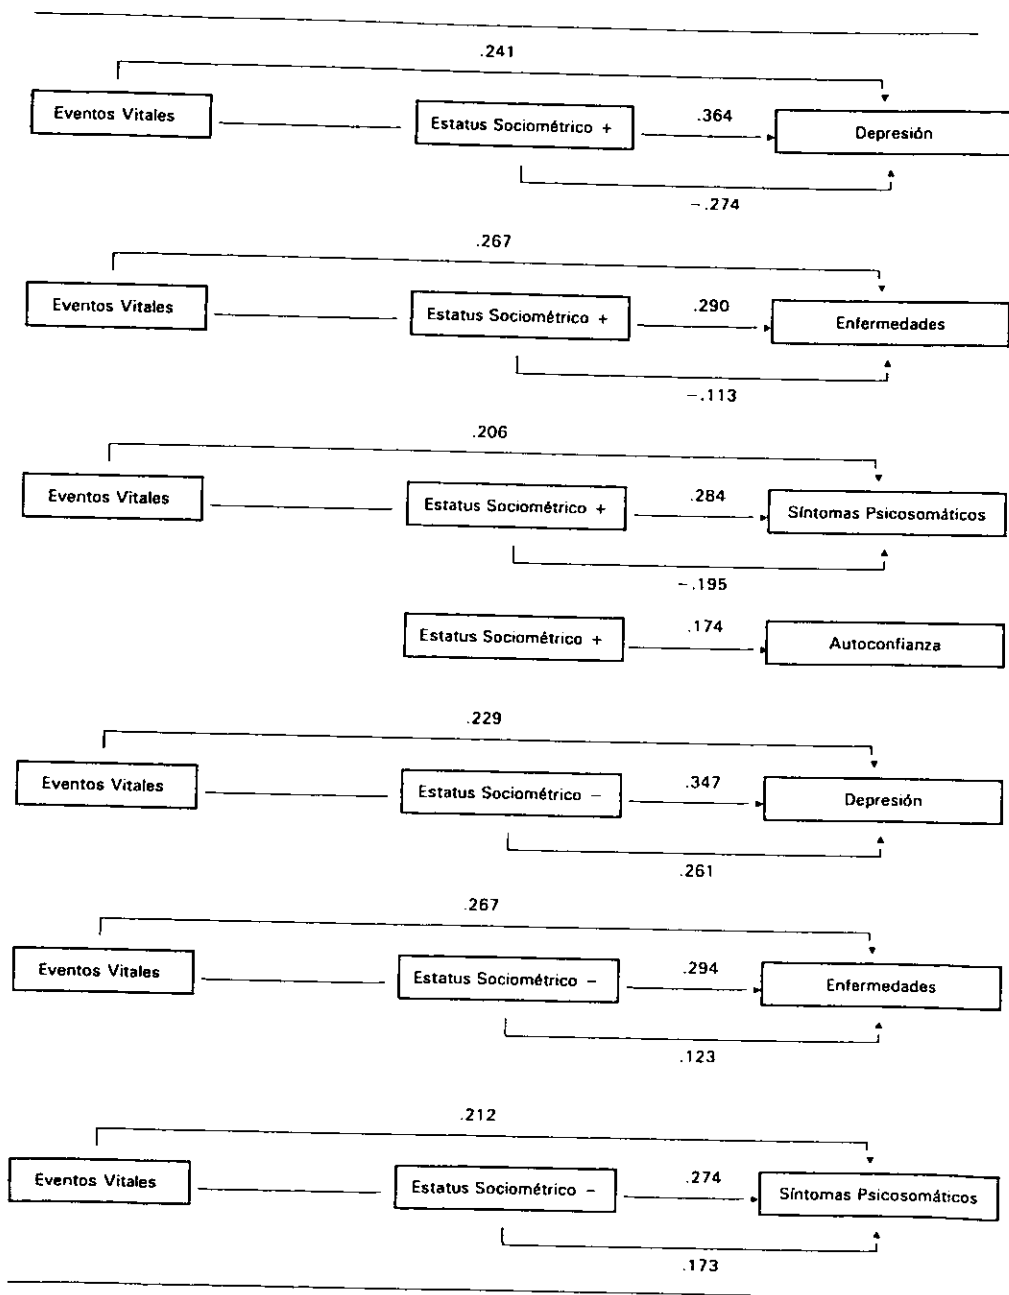 .241
Eventos Vitales
Estatus Sociométrico +
.364
Depresión
−.274
.267
Eventos Vitales
Estatus Sociométrico +
.290
Enfermedades
−.113
.206
Eventos Vitales
Estatus Sociométrico +
.284
Síntomas Psicosomáticos
−.195
Estatus Sociométrico +
.174
Autoconfianza
.229
Eventos Vitales
Estatus Sociométrico −
.347
Depresión
.261
.267
Eventos Vitales
Estatus Sociométrico −
.294
Enfermedades
.123
.212
Eventos Vitales
Estatus Sociométrico −
.274
Síntomas Psicosomáticos
.173